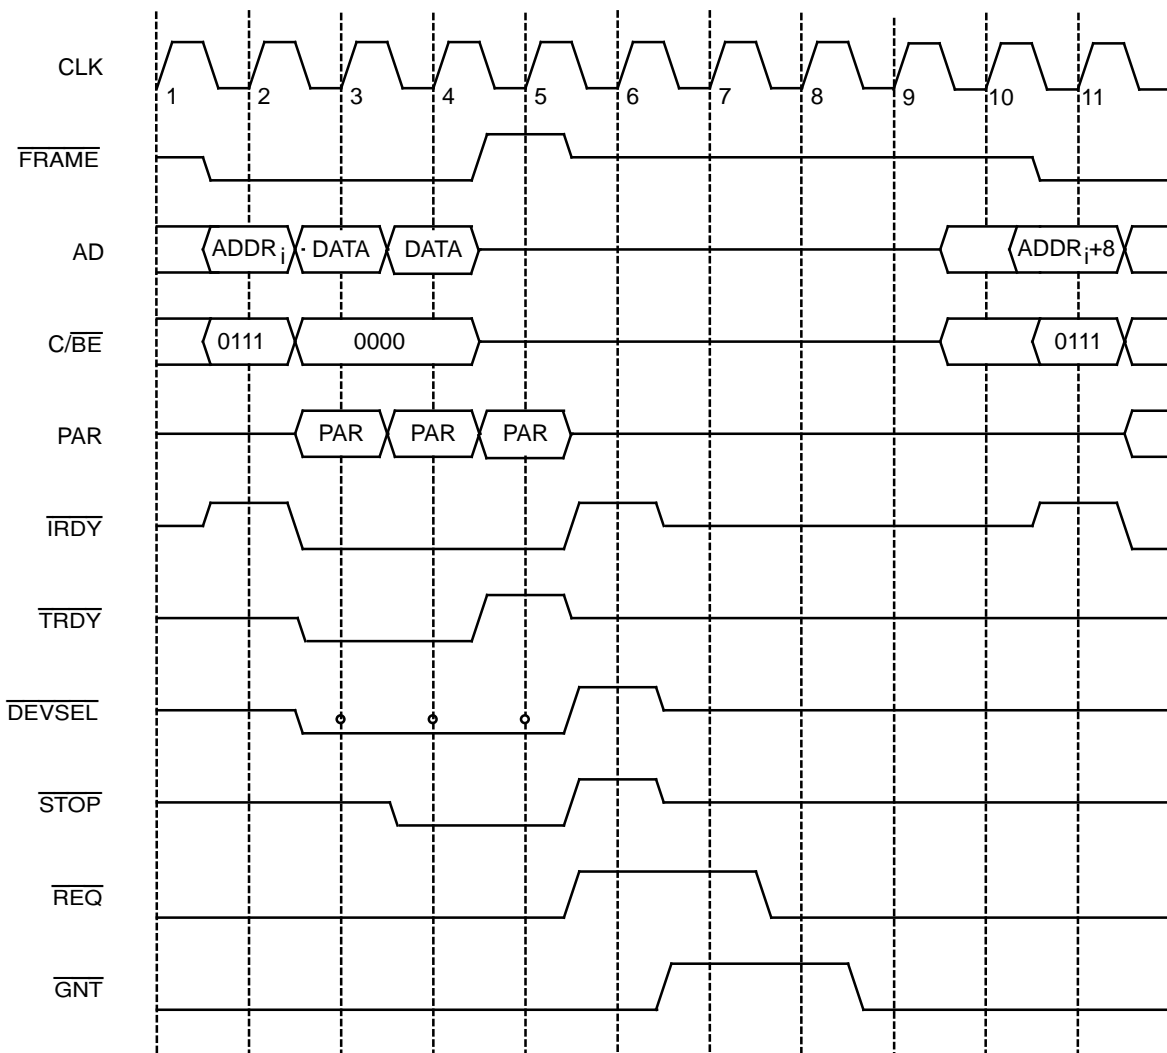 CLK
1 2 3 4 5 6 7 8 9 10 11
FRAME
AD ADDRi DATA DATA ADDRi+8
C/BE 0111 0000 0111
PAR PAR PAR PAR
IRDY
TRDY
DEVSEL
STOP
REQ
GNT